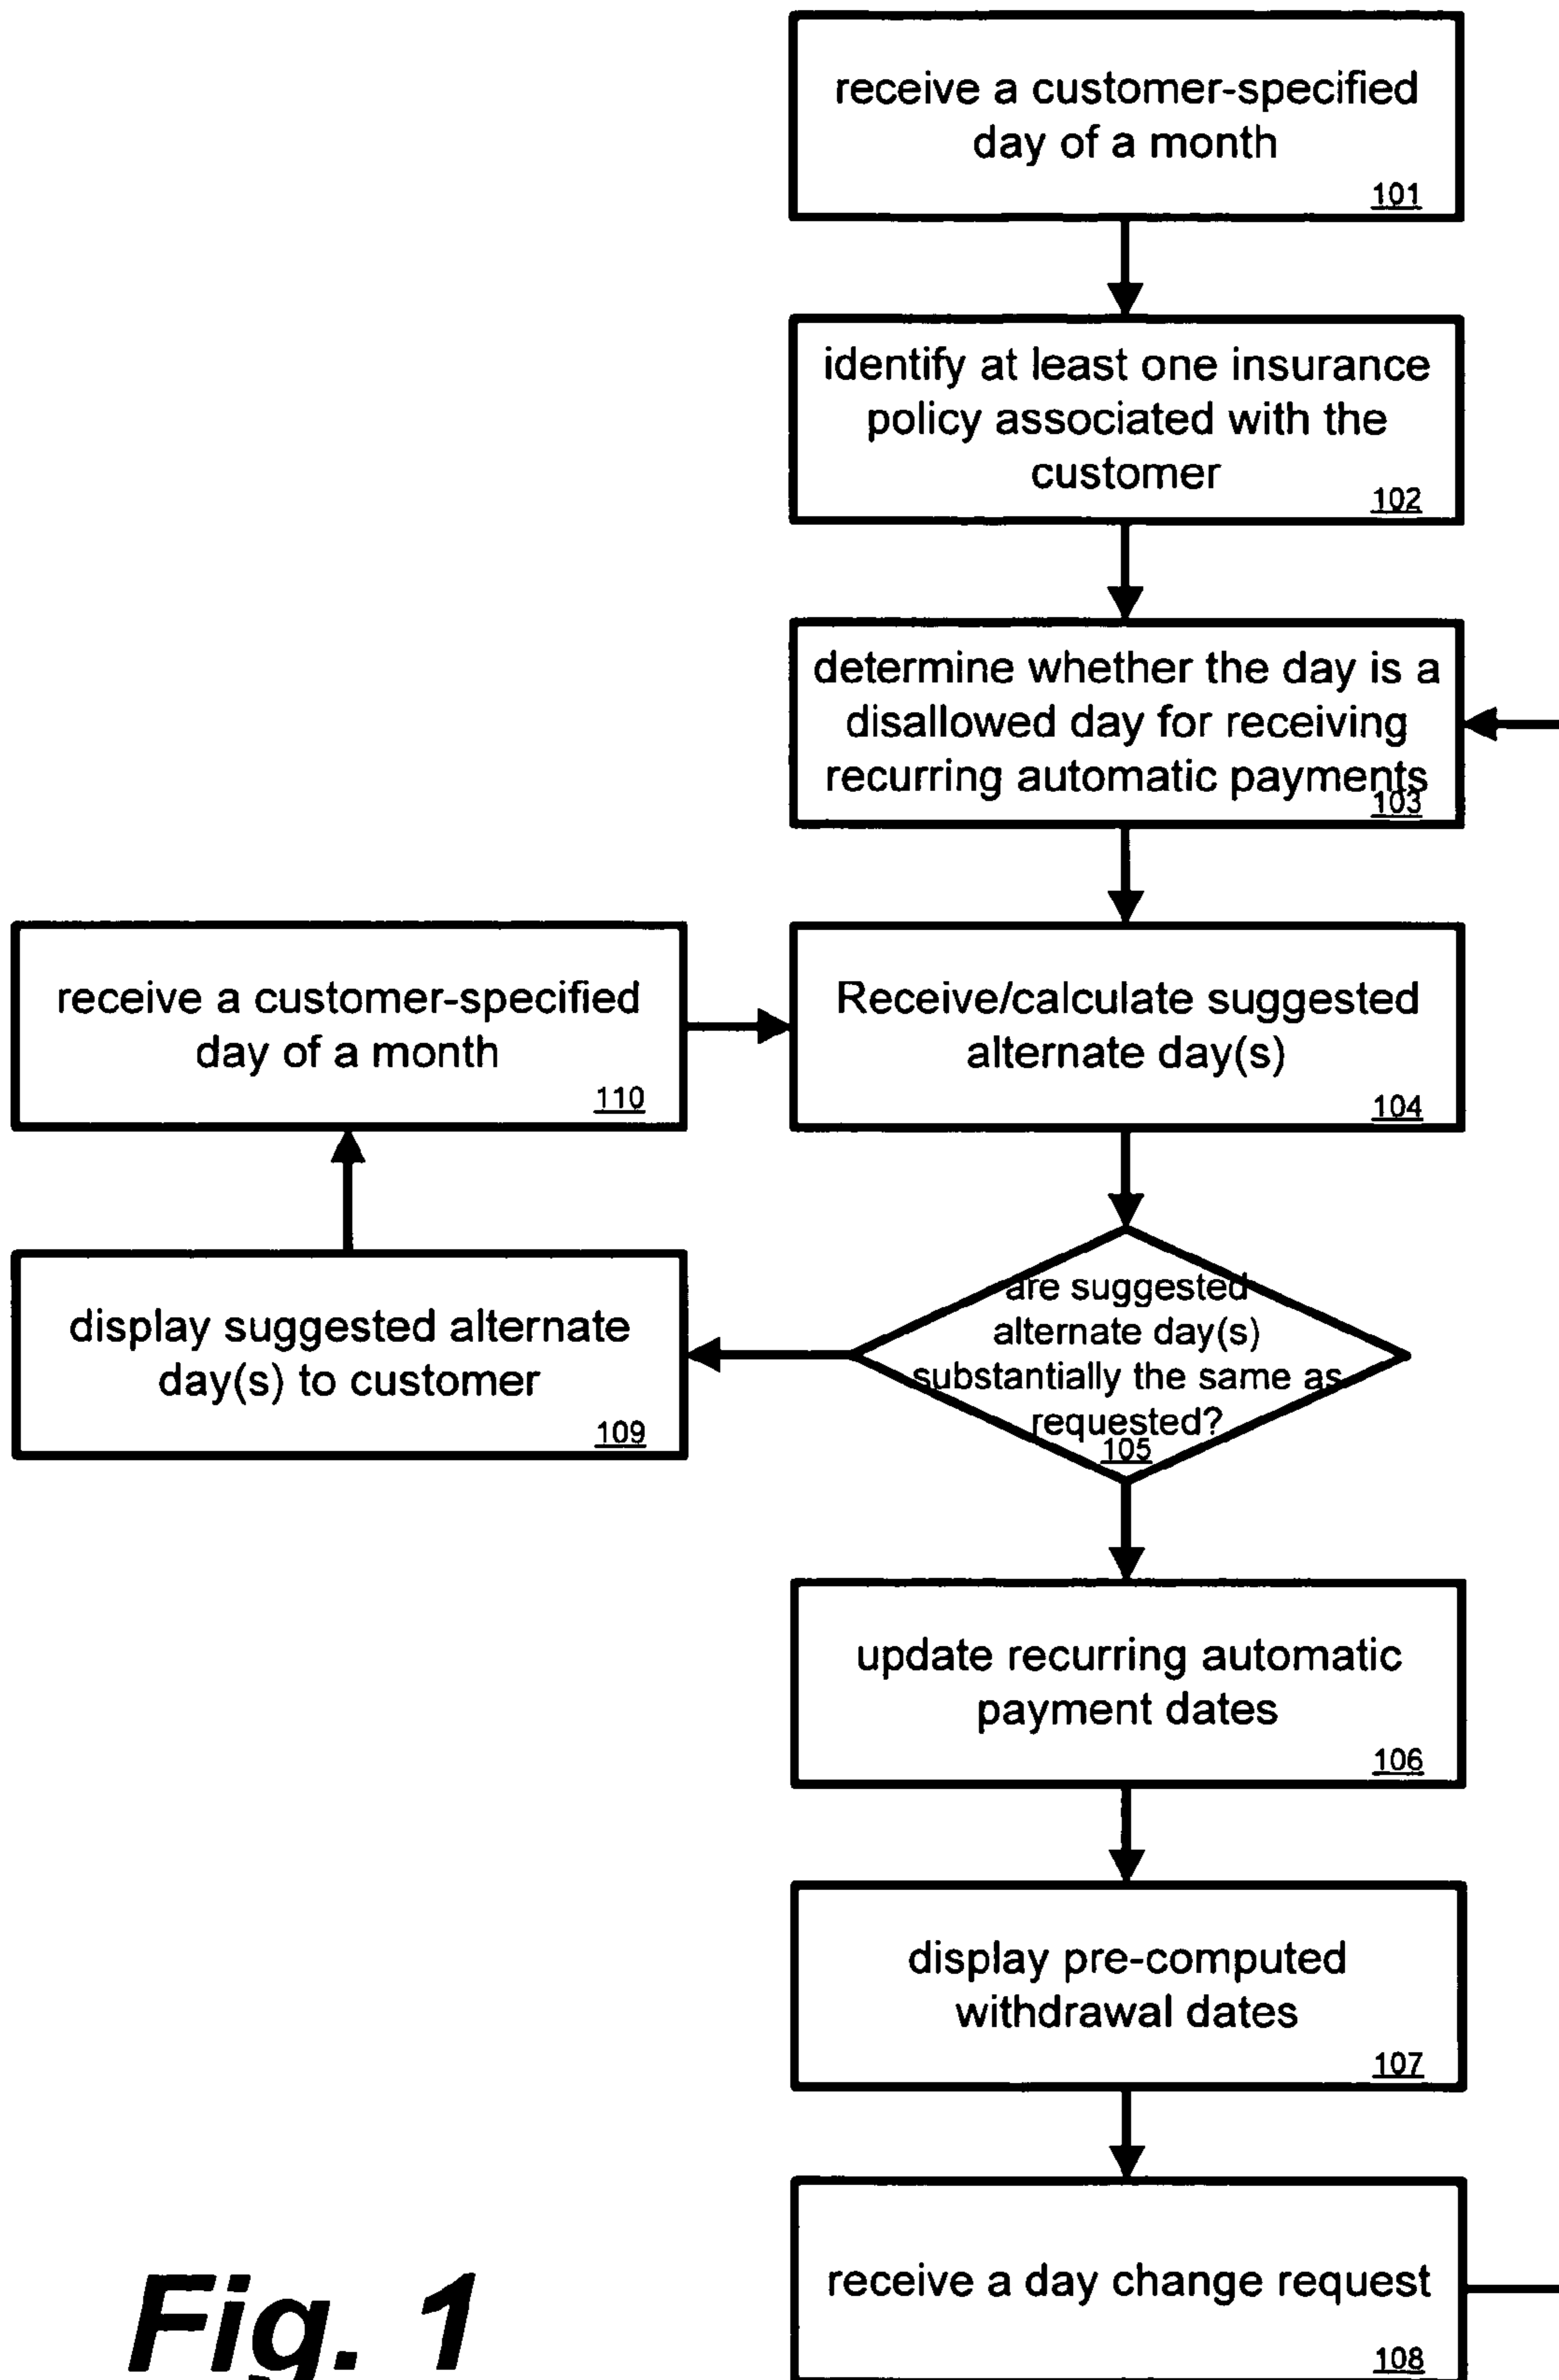 receive a customer-specified
day of a month
101
identify at least one insurance
policy associated with the
customer
102
determine whether the day is a
disallowed day for receiving
recurring automatic payments
103
receive a customer-specified
day of a month
110
Receive/calculate suggested
alternate day(s)
104
display suggested alternate
day(s) to customer
109
are suggested
alternate day(s)
substantially the same as
requested?
105
update recurring automatic
payment dates
106
display pre-computed
withdrawal dates
107
receive a day change request
108
Fig. 1